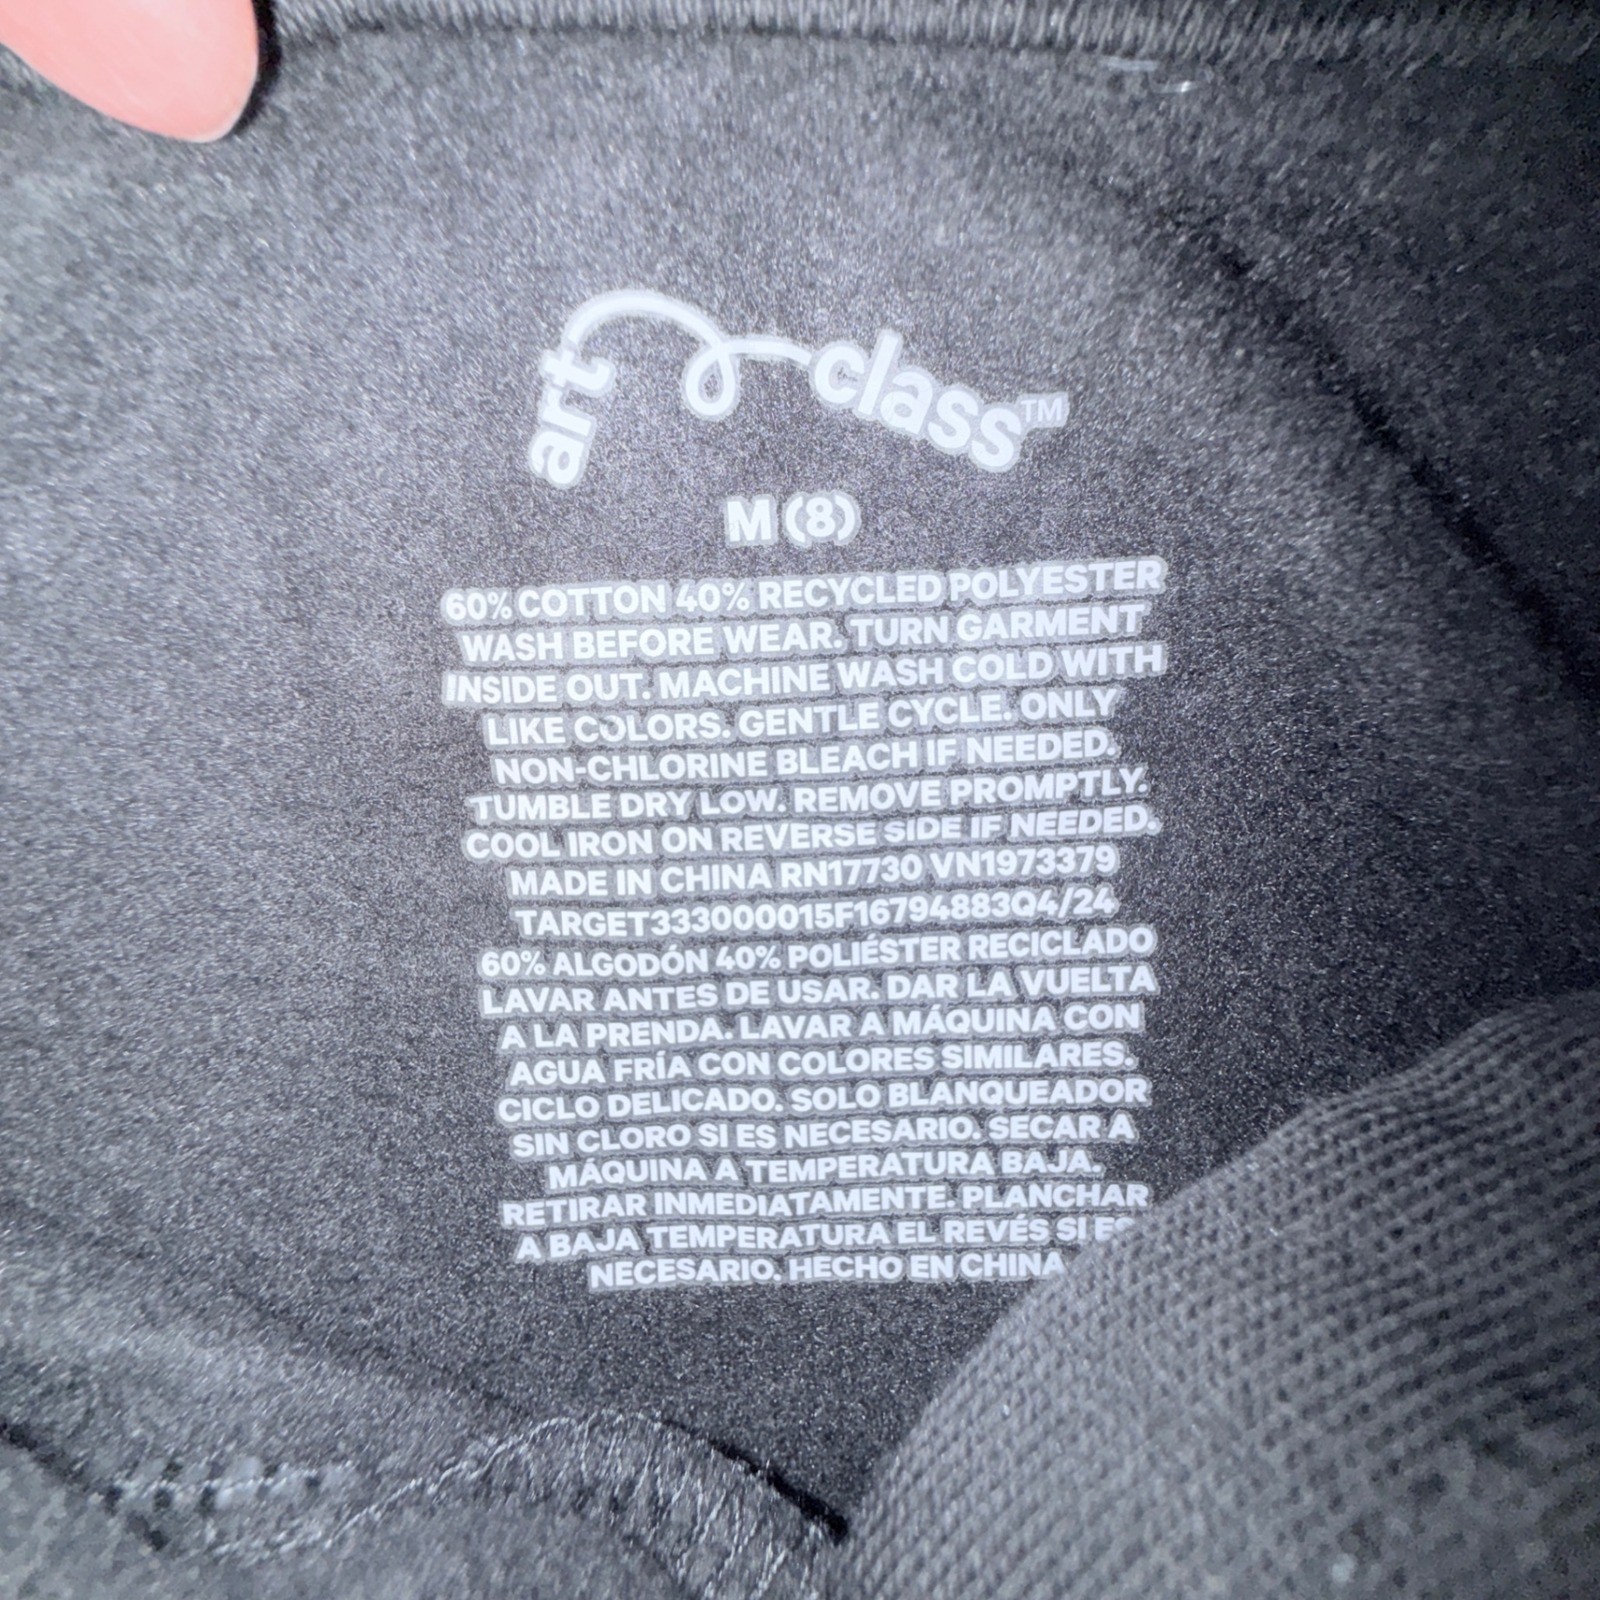 art class™
M (8)
60% COTTON 40% RECYCLED POLYESTER
WASH BEFORE WEAR. TURN GARMENT
INSIDE OUT. MACHINE WASH COLD WITH
LIKE COLORS. GENTLE CYCLE. ONLY
NON-CHLORINE BLEACH IF NEEDED.
TUMBLE DRY LOW. REMOVE PROMPTLY.
COOL IRON ON REVERSE SIDE IF NEEDED.
MADE IN CHINA RN17730 VN1973379
TARGET333000015F16794883Q4/24
60% ALGODÓN 40% POLIÉSTER RECICLADO
LAVAR ANTES DE USAR. DAR LA VUELTA
A LA PRENDA. LAVAR A MÁQUINA CON
AGUA FRÍA CON COLORES SIMILARES.
CICLO DELICADO. SOLO BLANQUEADOR
SIN CLORO SI ES NECESARIO. SECAR A
MÁQUINA A TEMPERATURA BAJA.
RETIRAR INMEDIATAMENTE. PLANCHAR
A BAJA TEMPERATURA EL REVÉS SI ES
NECESARIO. HECHO EN CHINA